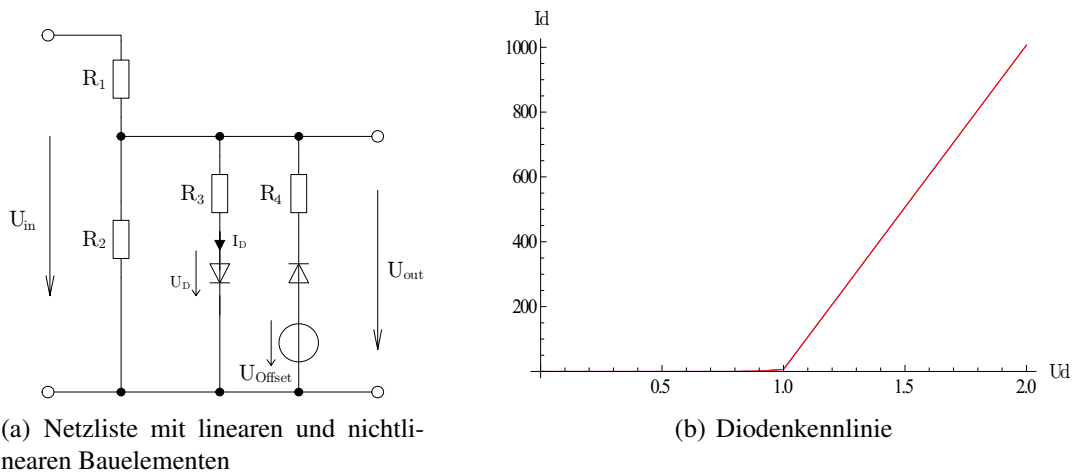 R1
R2
R3
R4
Uin
ID
UD
Uout
UOffset
(a) Netzliste mit linearen und nichtli-
nearen Bauelementen
Id
1000
800
600
400
200
0.5
1.0
1.5
2.0
Ud
(b) Diodenkennlinie